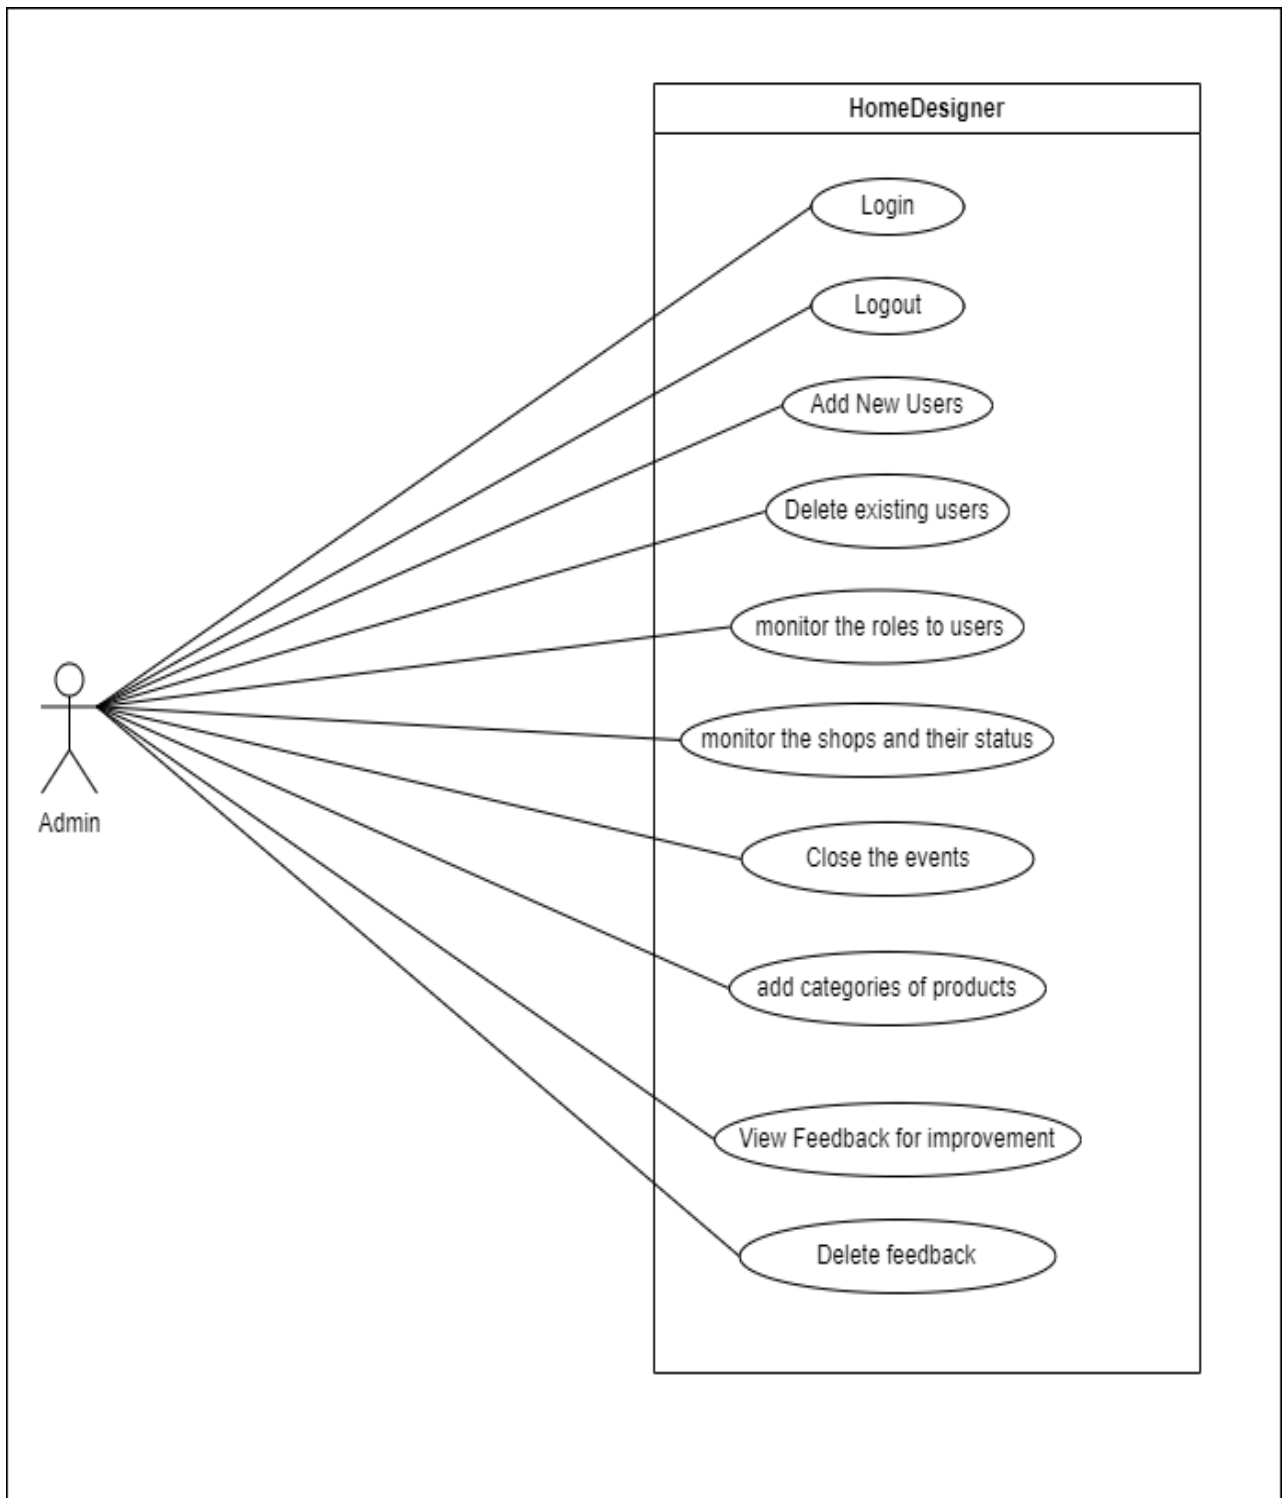 HomeDesigner
Login
Logout
Add New Users
Delete existing users
monitor the roles to users
monitor the shops and their status
Admin
Close the events
add categories of products
View Feedback for improvement
Delete feedback